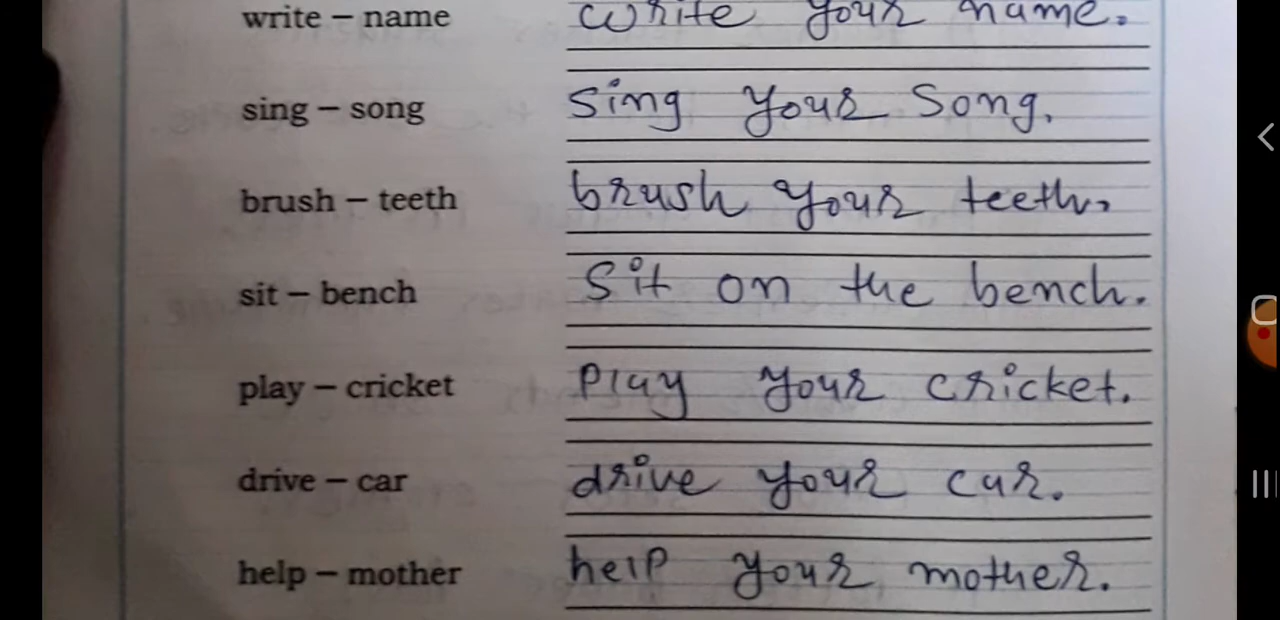 write – name write your name.
sing – song Sing your Song.
brush – teeth brush your teeth.
sit – bench Sit on the bench.
play – cricket Play your cricket.
drive – car drive your car.
help – mother help your mother.